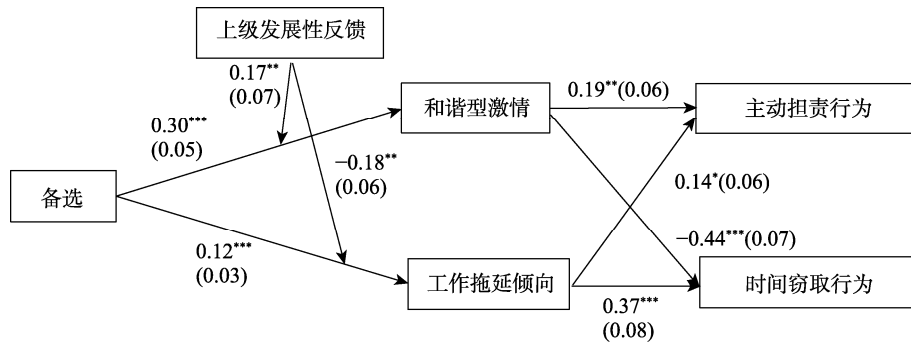 上级发展性反馈
0.17**
(0.07)
0.30***
(0.05)
和谐型激情
0.19**(0.06)
主动担责行为
−0.18**
(0.06)
备选
0.14*(0.06)
0.12***
(0.03)
−0.44***(0.07)
工作拖延倾向
0.37***
(0.08)
时间窃取行为